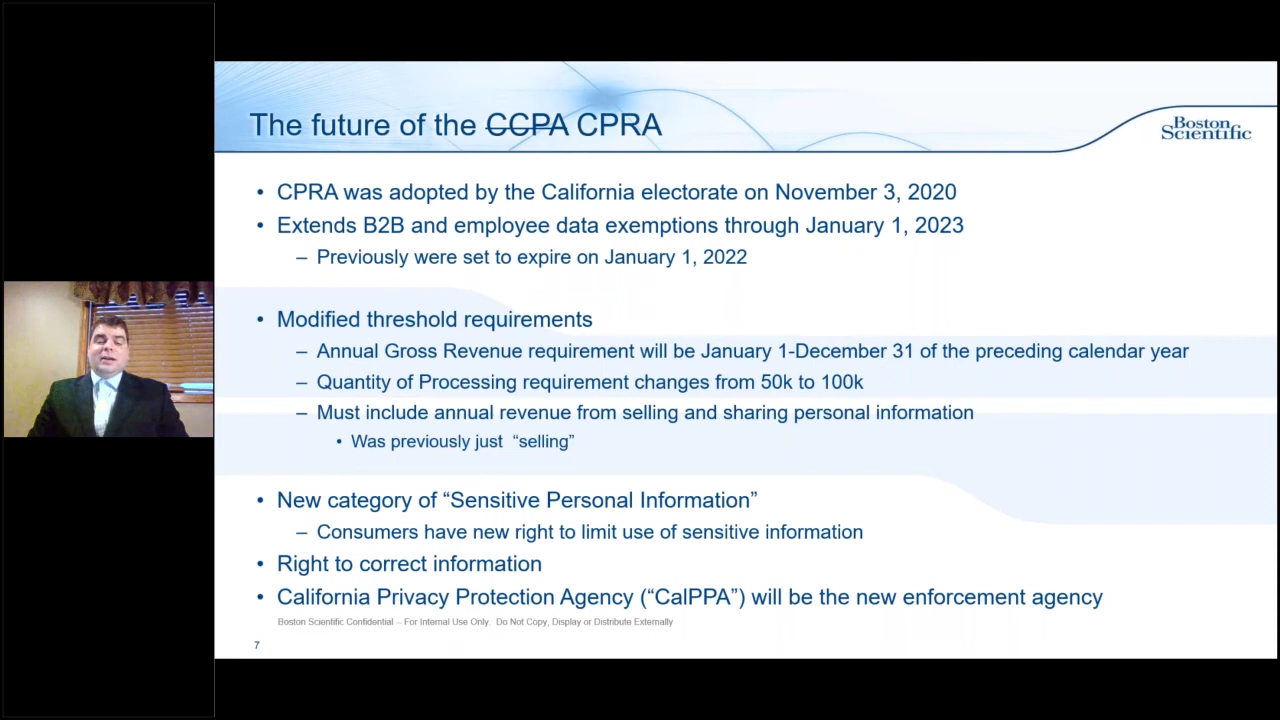 The future of the CCPA CPRA
Boston
Scientific
• CPRA was adopted by the California electorate on November 3, 2020
• Extends B2B and employee data exemptions through January 1, 2023
– Previously were set to expire on January 1, 2022
• Modified threshold requirements
– Annual Gross Revenue requirement will be January 1-December 31 of the preceding calendar year
– Quantity of Processing requirement changes from 50k to 100k
– Must include annual revenue from selling and sharing personal information
• Was previously just “selling”
• New category of “Sensitive Personal Information”
– Consumers have new right to limit use of sensitive information
• Right to correct information
• California Privacy Protection Agency (“CalPPA”) will be the new enforcement agency
Boston Scientific Confidential -- For Internal Use Only. Do Not Copy, Display or Distribute Externally
7